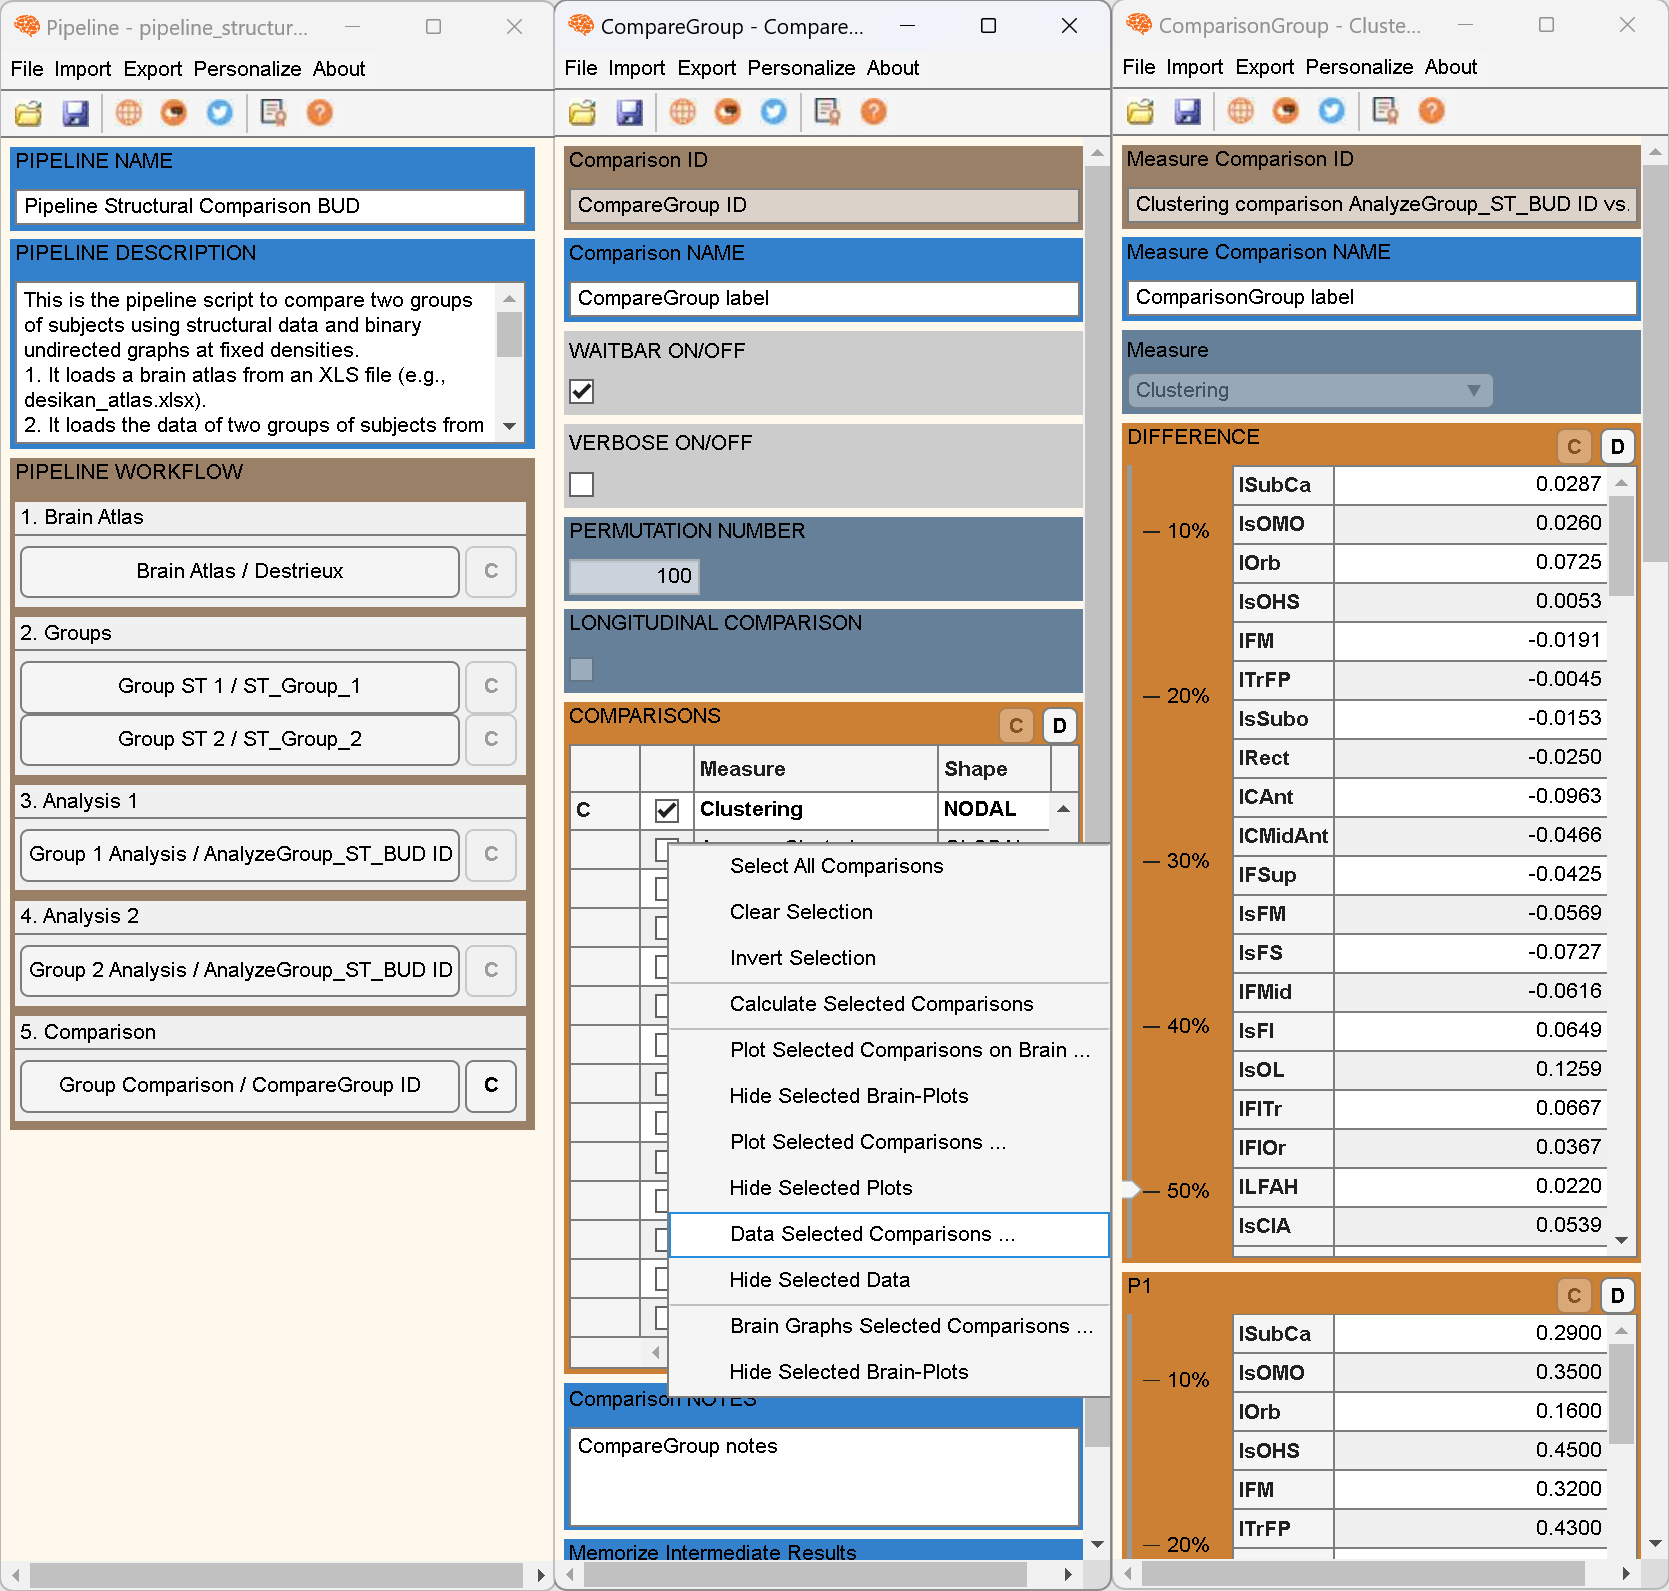 Pipeline - pipeline_structur...
File Import Export Personalize About
PIPELINE NAME
Pipeline Structural Comparison BUD
PIPELINE DESCRIPTION
This is the pipeline script to compare two groups
of subjects using structural data and binary
undirected graphs at fixed densities.
1. It loads a brain atlas from an XLS file (e.g.,
desikan_atlas.xlsx).
2. It loads the data of two groups of subjects from
PIPELINE WORKFLOW
1. Brain Atlas
Brain Atlas / Destrieux C
2. Groups
Group ST 1 / ST_Group_1 C
Group ST 2 / ST_Group_2 C
3. Analysis 1
Group 1 Analysis / AnalyzeGroup_ST_BUD ID C
4. Analysis 2
Group 2 Analysis / AnalyzeGroup_ST_BUD ID C
5. Comparison
Group Comparison / CompareGroup ID C
CompareGroup - Compare...
File Import Export Personalize About
Comparison ID
CompareGroup ID
Comparison NAME
CompareGroup label
WAITBAR ON/OFF
VERBOSE ON/OFF
PERMUTATION NUMBER
100
LONGITUDINAL COMPARISON
COMPARISONS C D
Measure Shape
C Clustering NODAL
Select All Comparisons
Clear Selection
Invert Selection
Calculate Selected Comparisons
Plot Selected Comparisons on Brain ...
Hide Selected Brain-Plots
Plot Selected Comparisons ...
Hide Selected Plots
Data Selected Comparisons ...
Hide Selected Data
Brain Graphs Selected Comparisons ...
Hide Selected Brain-Plots
Comparison NOTES
CompareGroup notes
Memorize Intermediate Results
ComparisonGroup - Cluste...
File Import Export Personalize About
Measure Comparison ID
Clustering comparison AnalyzeGroup_ST_BUD ID vs.
Measure Comparison NAME
ComparisonGroup label
Measure
Clustering
DIFFERENCE C D
10%
20%
30%
40%
50%
lSubCa 0.0287
lsOMO 0.0260
lOrb 0.0725
lsOHS 0.0053
lFM -0.0191
lTrFP -0.0045
lsSubo -0.0153
lRect -0.0250
lCAnt -0.0963
lCMidAnt -0.0466
lFSup -0.0425
lsFM -0.0569
lsFS -0.0727
lFMid -0.0616
lsFI 0.0649
lsOL 0.1259
lFITr 0.0667
lFIOr 0.0367
lLFAH 0.0220
lsCIA 0.0539
P1 C D
10%
20%
lSubCa 0.2900
lsOMO 0.3500
lOrb 0.1600
lsOHS 0.4500
lFM 0.3200
lTrFP 0.4300